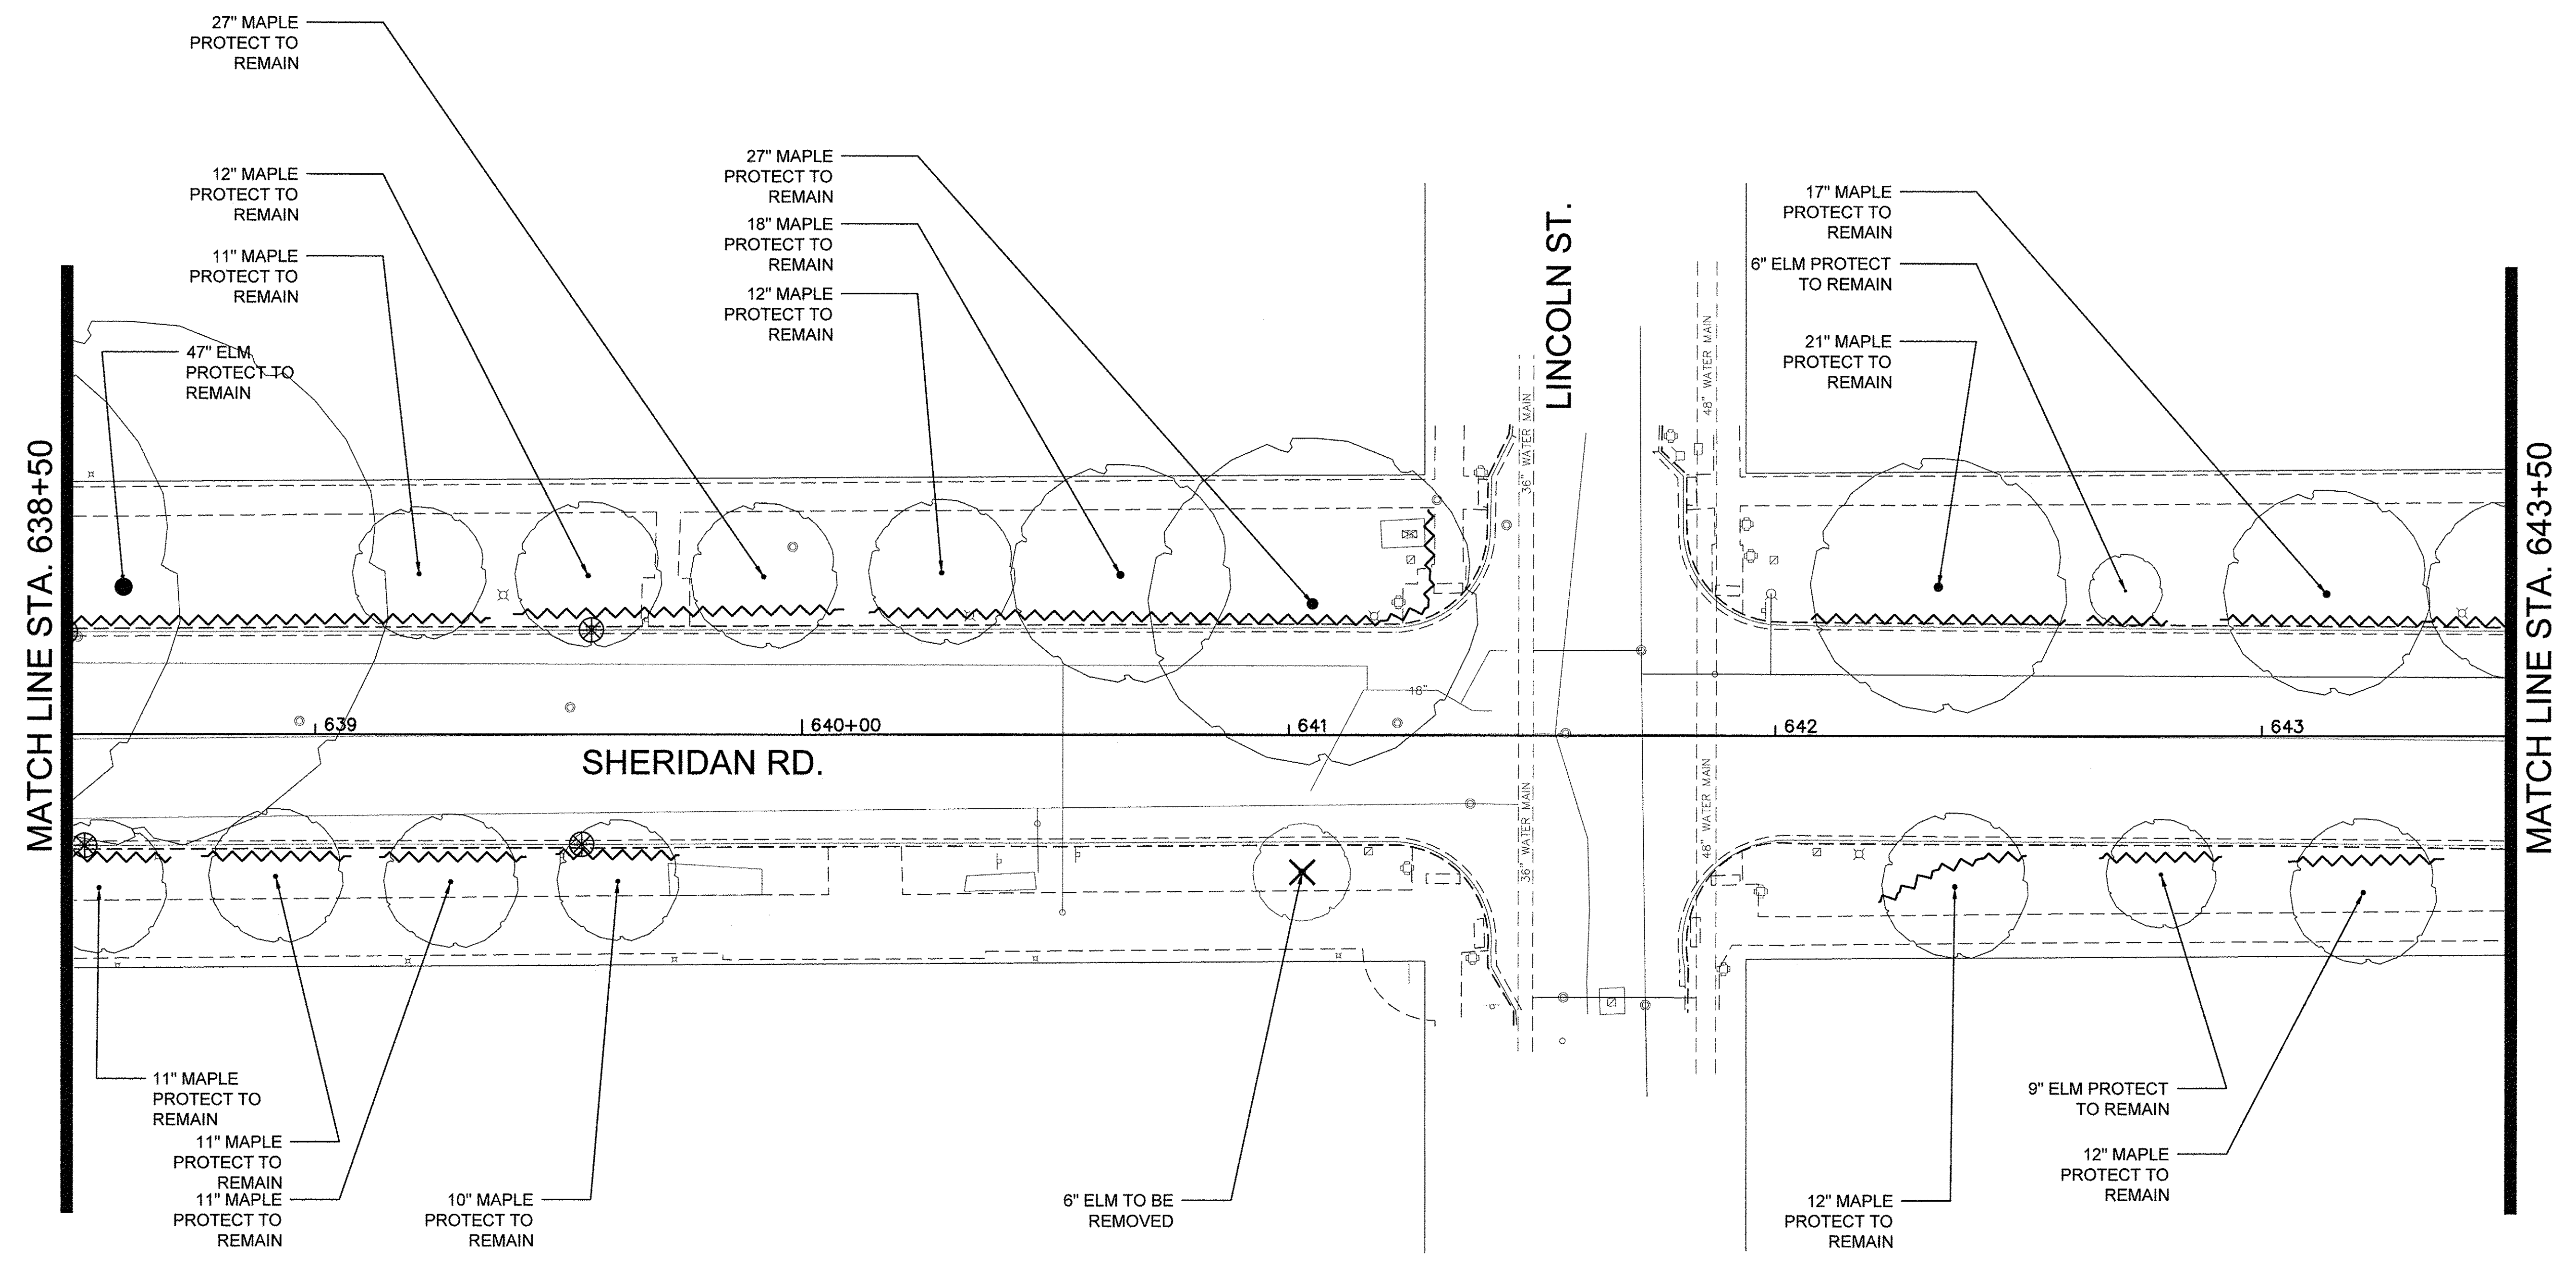 27" MAPLE
PROTECT TO
REMAIN
12" MAPLE
PROTECT TO
REMAIN
11" MAPLE
PROTECT TO
REMAIN
47" ELM
PROTECT TO
REMAIN
27" MAPLE
PROTECT TO
REMAIN
18" MAPLE
PROTECT TO
REMAIN
12" MAPLE
PROTECT TO
REMAIN
LINCOLN ST.
17" MAPLE
PROTECT TO
REMAIN
6" ELM PROTECT
TO REMAIN
21" MAPLE
PROTECT TO
REMAIN
36" WATER MAIN
48" WATER MAIN
MATCH LINE STA. 638+50
MATCH LINE STA. 643+50
18"
639
640+00
641
642
643
SHERIDAN RD.
36" WATER MAIN
48" WATER MAIN
11" MAPLE
PROTECT TO
REMAIN
11" MAPLE
PROTECT TO
REMAIN
11" MAPLE
PROTECT TO
REMAIN
10" MAPLE
PROTECT TO
REMAIN
6" ELM TO BE
REMOVED
9" ELM PROTECT
TO REMAIN
12" MAPLE
PROTECT TO
REMAIN
12" MAPLE
PROTECT TO
REMAIN